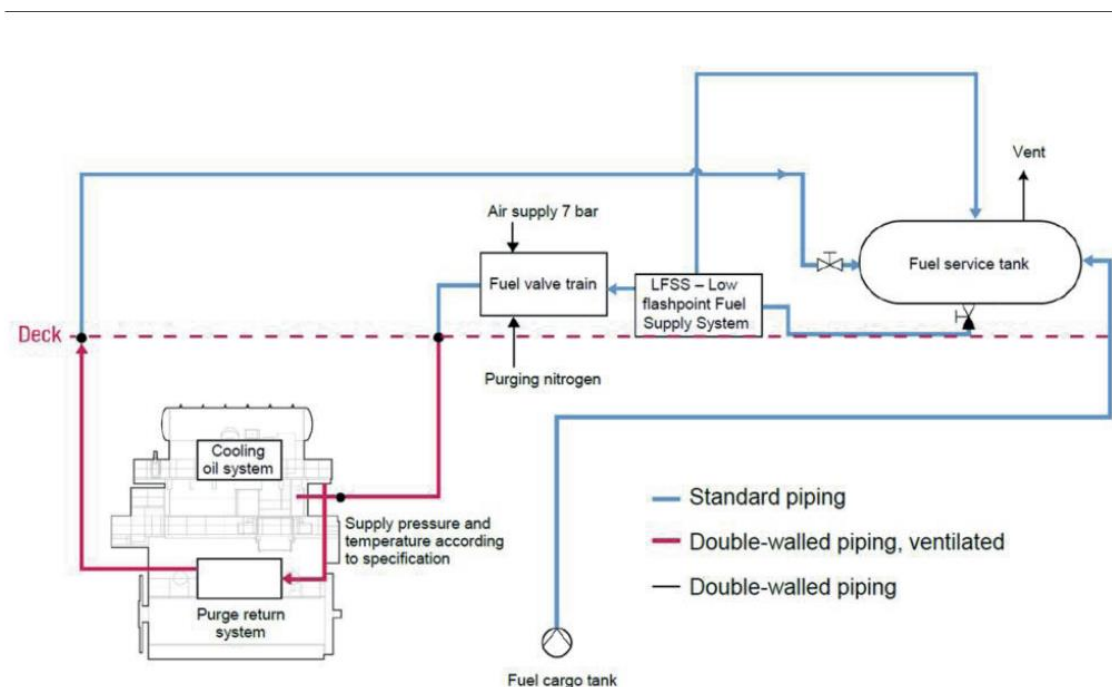 Vent
Air supply 7 bar
Fuel valve train
LFSS – Low
flashpoint Fuel
Supply System
Fuel service tank
Deck
Purging nitrogen
Cooling
oil system
Supply pressure and
temperature according
to specification
Purge return
system
Standard piping
Double-walled piping, ventilated
Double-walled piping
Fuel cargo tank